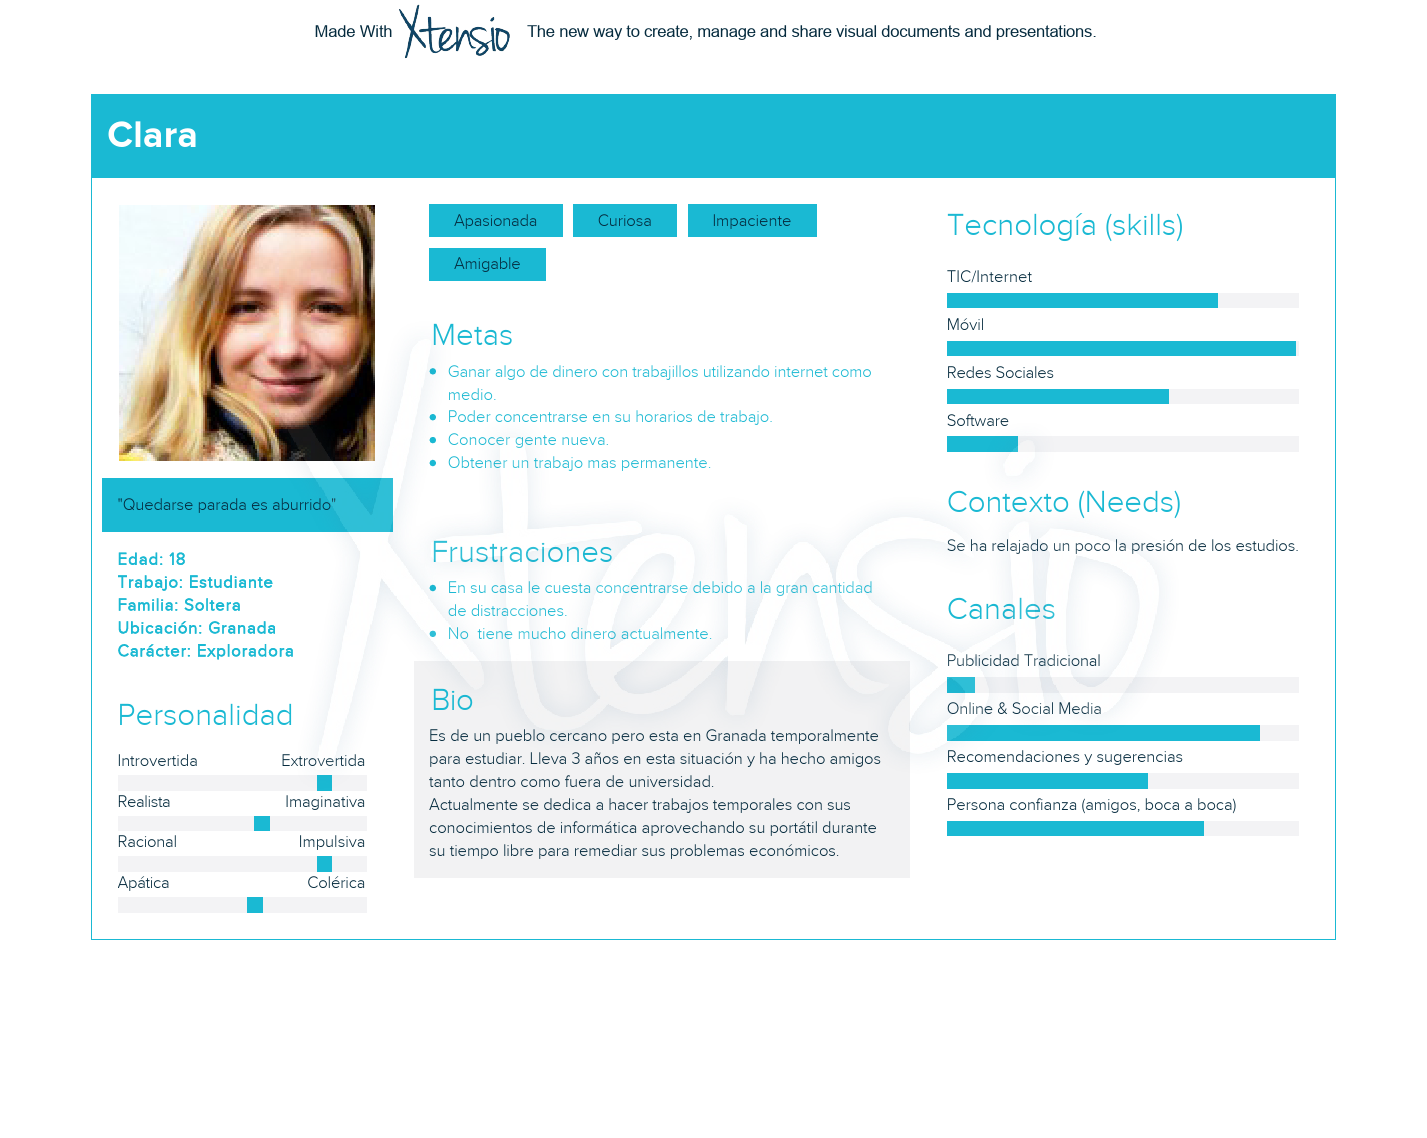 Made With Xtensio The new way to create, manage and share visual documents and presentations.
Clara
"Quedarse parada es aburrido"
Edad: 18
Trabajo: Estudiante
Familia: Soltera
Ubicación: Granada
Carácter: Exploradora
Personalidad
Introvertida Extrovertida
Realista Imaginativa
Racional Impulsiva
Apática Colérica
Apasionada Curiosa Impaciente
Amigable
Metas
Ganar algo de dinero con trabajillos utilizando internet como
medio.
Poder concentrarse en su horarios de trabajo.
Conocer gente nueva.
Obtener un trabajo mas permanente.
Frustraciones
En su casa le cuesta concentrarse debido a la gran cantidad
de distracciones.
No tiene mucho dinero actualmente.
Bio
Es de un pueblo cercano pero esta en Granada temporalmente
para estudiar. Lleva 3 años en esta situación y ha hecho amigos
tanto dentro como fuera de universidad.
Actualmente se dedica a hacer trabajos temporales con sus
conocimientos de informática aprovechando su portátil durante
su tiempo libre para remediar sus problemas económicos.
Tecnología (skills)
TIC/Internet
Móvil
Redes Sociales
Software
Contexto (Needs)
Se ha relajado un poco la presión de los estudios.
Canales
Publicidad Tradicional
Online & Social Media
Recomendaciones y sugerencias
Persona confianza (amigos, boca a boca)
Xtensio